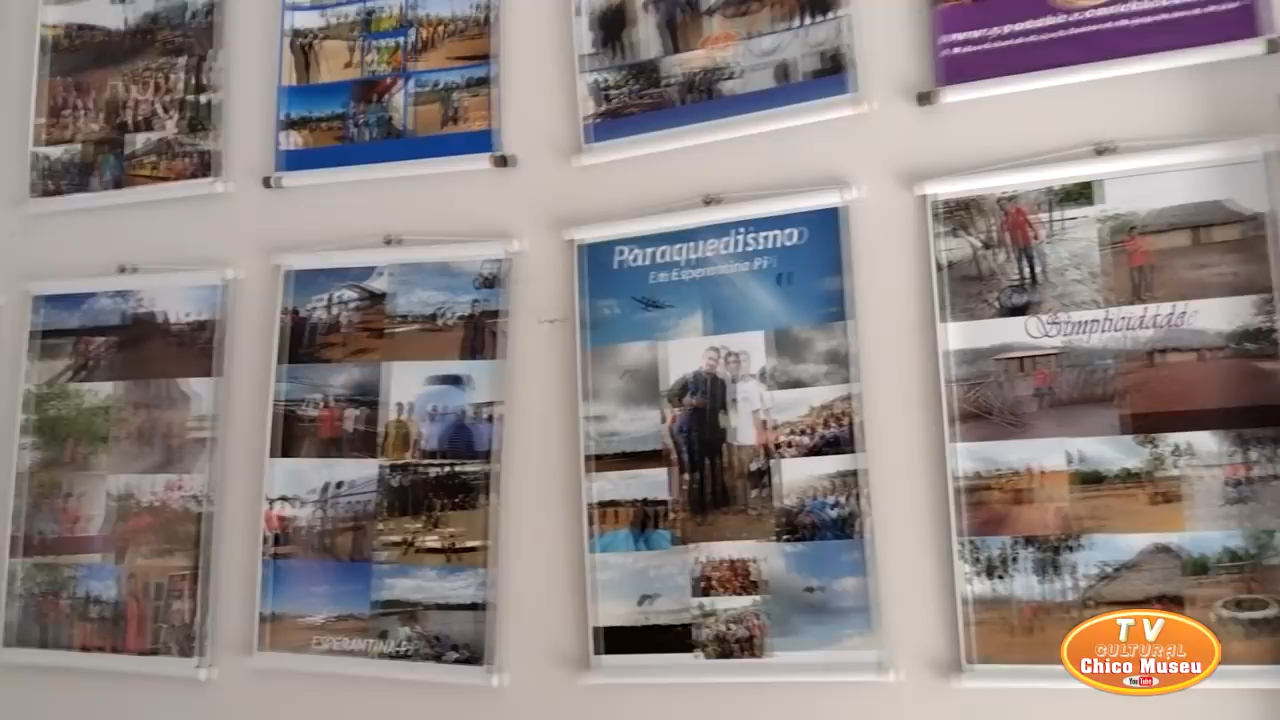 Paraquedismo
Em Esperantina Pi
Simplicidade
ESPERANTINA-Pi
TV
CULTURAL
Chico Museu
YouTube